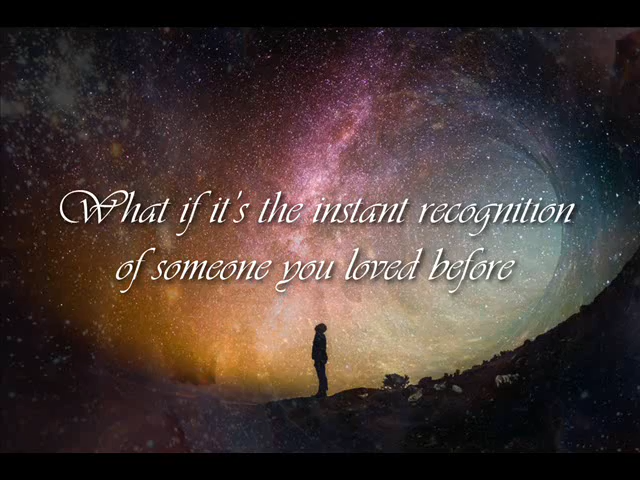 What if it's the instant recognition
of someone you loved before